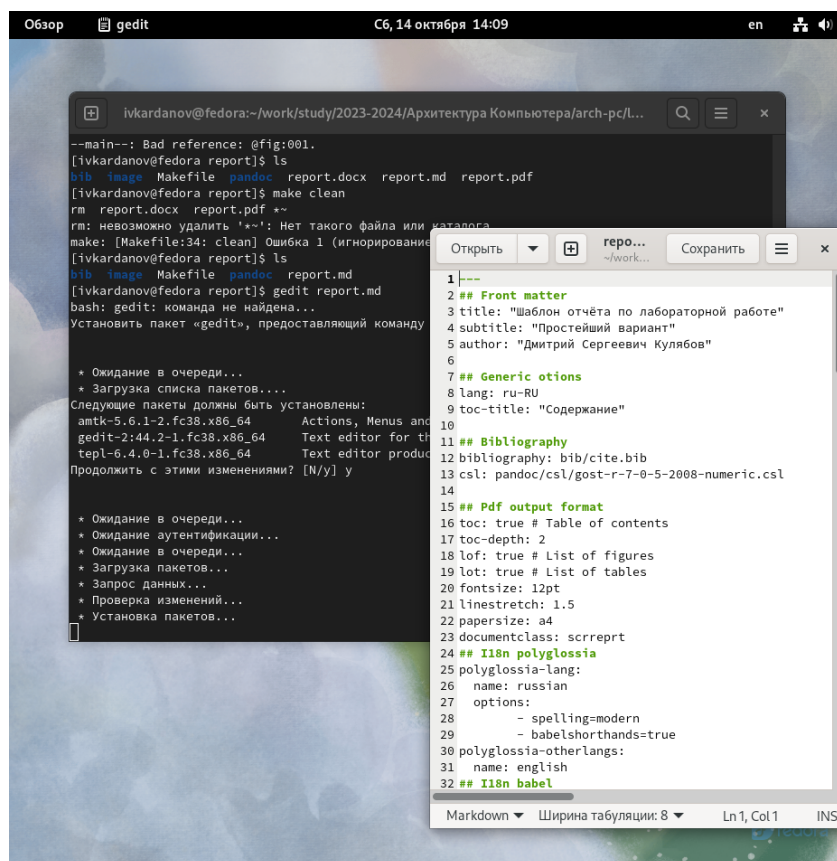 Обзор gedit Сб, 14 октября 14:09 en
ivkardanov@fedora:~/work/study/2023-2024/Архитектура Компьютера/arch-pc/l...
--main--: Bad reference: @fig:001.
[ivkardanov@fedora report]$ ls
bib image Makefile pandoc report.docx report.md report.pdf
[ivkardanov@fedora report]$ make clean
rm report.docx report.pdf *~
rm: невозможно удалить '*~': Нет такого файла или каталога
make: [Makefile:34: clean] Ошибка 1 (игнорирование
[ivkardanov@fedora report]$ ls
bib image Makefile pandoc report.md
[ivkardanov@fedora report]$ gedit report.md
bash: gedit: команда не найдена...
Установить пакет «gedit», предоставляющий команду
* Ожидание в очереди...
* Загрузка списка пакетов....
Следующие пакеты должны быть установлены:
amtk-5.6.1-2.fc38.x86_64 Actions, Menus and
gedit-2:44.2-1.fc38.x86_64 Text editor for th
tepl-6.4.0-1.fc38.x86_64 Text editor produc
Продолжить с этими изменениями? [N/y] y
* Ожидание в очереди...
* Ожидание аутентификации...
* Ожидание в очереди...
* Загрузка пакетов...
* Запрос данных...
* Проверка изменений...
* Установка пакетов...
Открыть repo... Сохранить
~/work...
1 ---
2 ## Front matter
3 title: "Шаблон отчёта по лабораторной работе"
4 subtitle: "Простейший вариант"
5 author: "Дмитрий Сергеевич Кулябов"
6
7 ## Generic otions
8 lang: ru-RU
9 toc-title: "Содержание"
10
11 ## Bibliography
12 bibliography: bib/cite.bib
13 csl: pandoc/csl/gost-r-7-0-5-2008-numeric.csl
14
15 ## Pdf output format
16 toc: true # Table of contents
17 toc-depth: 2
18 lof: true # List of figures
19 lot: true # List of tables
20 fontsize: 12pt
21 linestretch: 1.5
22 papersize: a4
23 documentclass: scrreprt
24 ## I18n polyglossia
25 polyglossia-lang:
26 name: russian
27 options:
28 - spelling=modern
29 - babelshorthands=true
30 polyglossia-otherlangs:
31 name: english
32 ## I18n babel
Markdown Ширина табуляции: 8 Ln 1, Col 1 INS